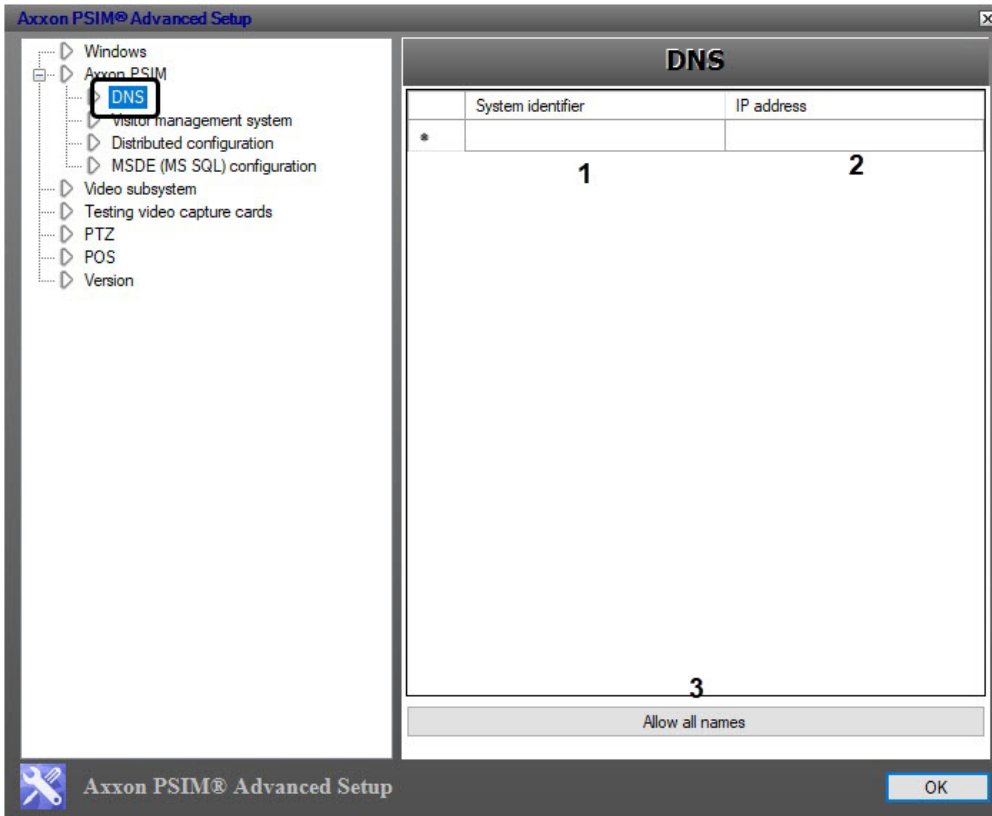 Axxon PSIM® Advanced Setup
Windows
Axxon PSIM
DNS
Visitor management system
Distributed configuration
MSDE (MS SQL) configuration
Video subsystem
Testing video capture cards
PTZ
POS
Version
DNS
System identifier IP address
*
1 2
3
Allow all names
Axxon PSIM® Advanced Setup
OK